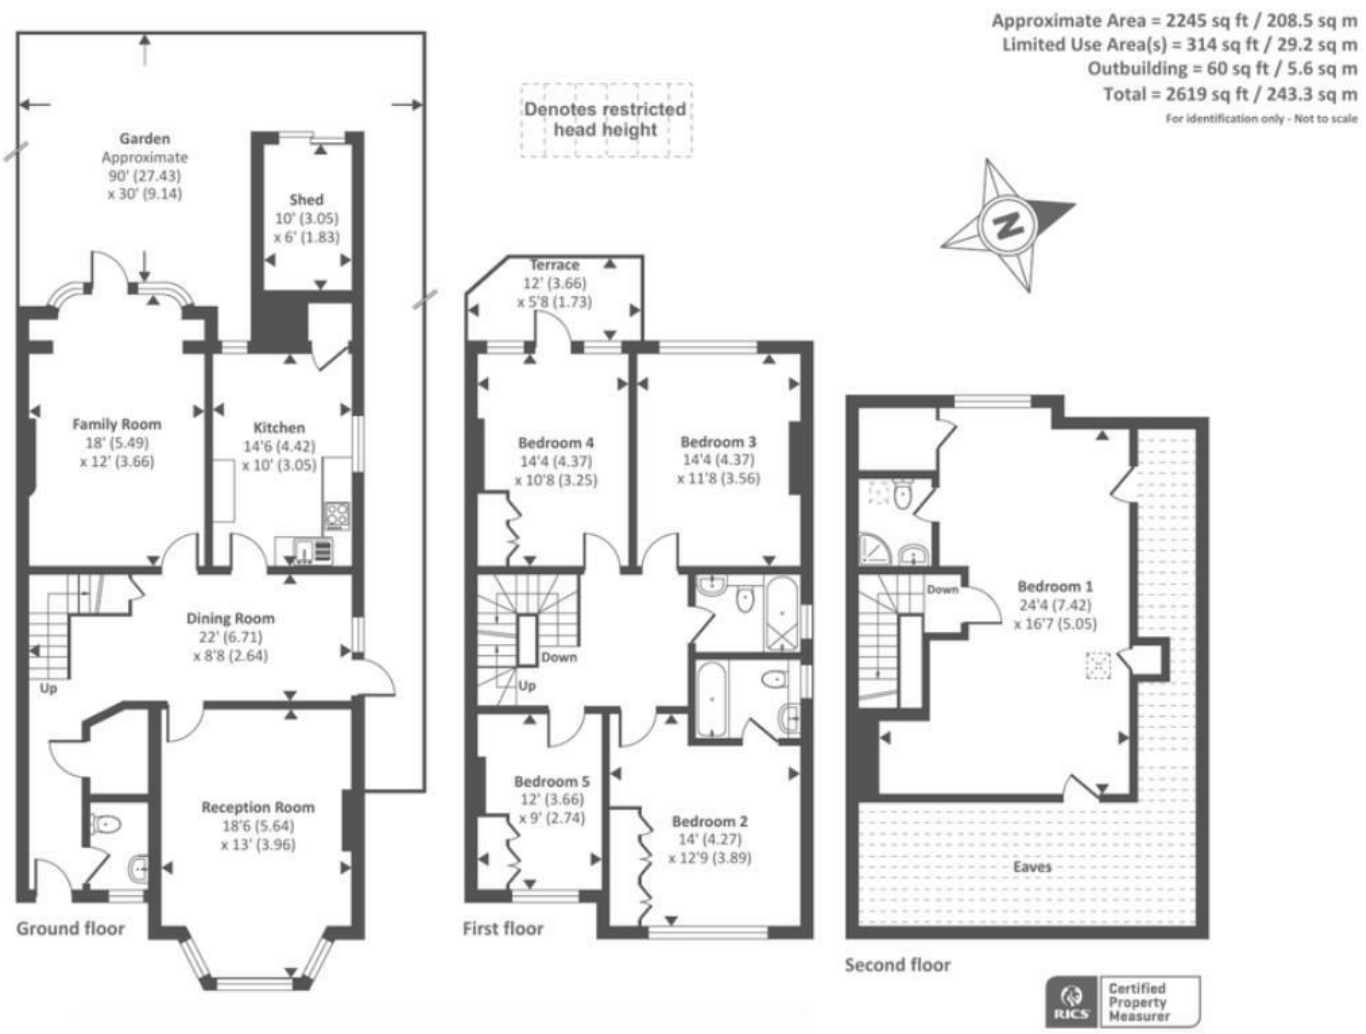 Approximate Area = 2245 sq ft / 208.5 sq m
Limited Use Area(s) = 314 sq ft / 29.2 sq m
Outbuilding = 60 sq ft / 5.6 sq m
Total = 2619 sq ft / 243.3 sq m
For identification only - Not to scale
Denotes restricted
head height
N
Garden
Approximate
90' (27.43)
x 30' (9.14)
Shed
10' (3.05)
x 6' (1.83)
Family Room
18' (5.49)
x 12' (3.66)
Kitchen
14'6 (4.42)
x 10' (3.05)
Dining Room
22' (6.71)
x 8'8 (2.64)
Up
Reception Room
18'6 (5.64)
x 13' (3.96)
Ground floor
Terrace
12' (3.66)
x 5'8 (1.73)
Bedroom 4
14'4 (4.37)
x 10'8 (3.25)
Bedroom 3
14'4 (4.37)
x 11'8 (3.56)
Down
Up
Bedroom 5
12' (3.66)
x 9' (2.74)
Bedroom 2
14' (4.27)
x 12'9 (3.89)
First floor
Down
Bedroom 1
24'4 (7.42)
x 16'7 (5.05)
Eaves
Second floor
RICS
Certified
Property
Measurer